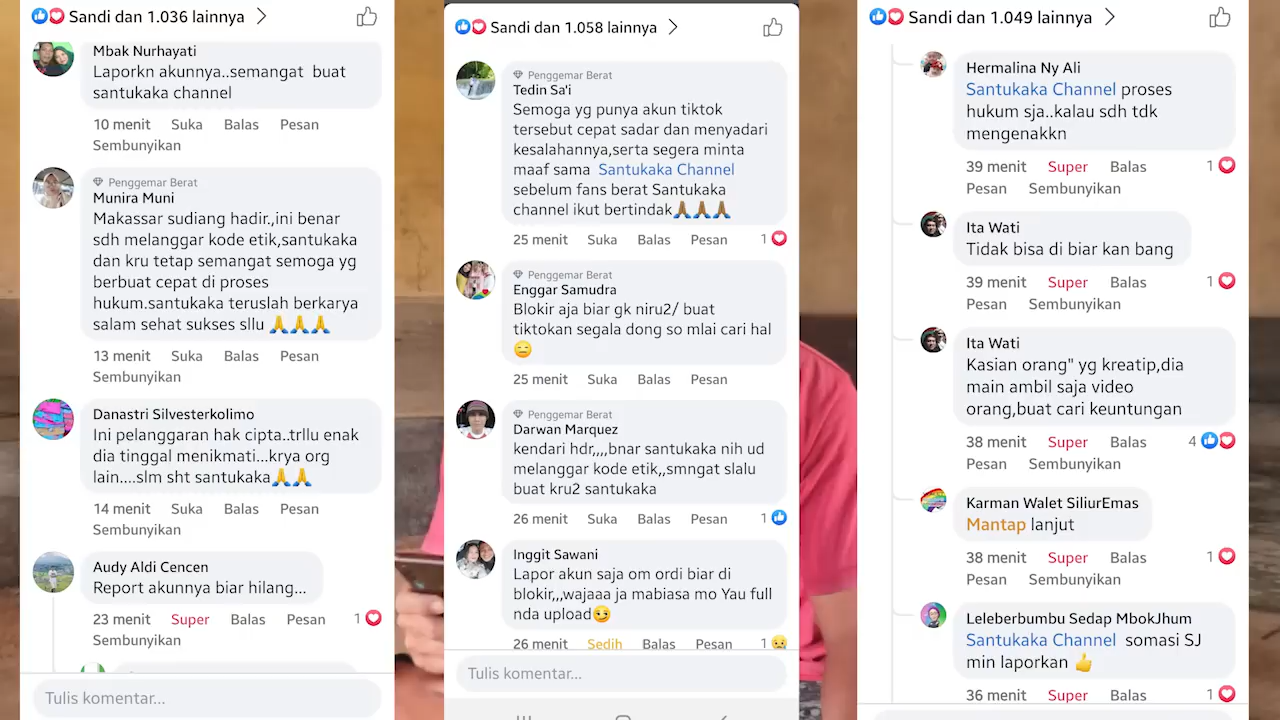 Sandi dan 1.034 lainnya
Mbak Nurhayati
Laporkn akunnya..semangat buat
santukaka channel
10 menit Suka Balas Pesan
Sembunyikan
Penggemar Berat
Munira Muni
Makassar sudiang hadir.,ini benar
sdh melanggar kode etik,santukaka
dan kru tetap semangat semoga yg
berbuat cepat di proses
hukum.santukaka teruslah berkarya
salam sehat sukses sllu 🙏🙏🙏
13 menit Suka Balas Pesan
Sembunyikan
Danastri Silvesterkolimo
pelanggaran hak cipta..trllu enak
dia tinggal menikmati...krya org
lpn....slm sht santukaka🙏🙏
14 menit Suka Balas Pesan
Sembunyikan
Audy Aldi Cencen
Laport akunnya biar hilang...
menit Super Balas Pesan 1
Sembunyikan
Tulis komentar...
Sandi dan 1.058 lainnya
Penggemar Berat
Tedin Sa'i
Semoga yg punya akun tiktok
tersebut cepat sadar dan menyadari
kesalahannya,serta segera minta
maaf sama Santukaka Channel
sebelum fans berat Santukaka
channel ikut bertindak🙏🏾🙏🏾🙏🏾
25 menit Suka Balas Pesan 1
Penggemar Berat
Enggar Samudra
Blokir aja biar gk niru2/ buat
tiktokan segala dong so mlai cari hal
😑
25 menit Suka Balas Pesan
Penggemar Berat
Darwan Marquez
kendari hdr,,,,bnar santukaka nih ud
melanggar kode etik,,smngat slalu
buat kru2 santukaka
26 menit Suka Balas Pesan 1
Inggit Sawani
Lapor akun saja om ordi biar di
blokir,,,wajaaa ja mabiasa mo Yau full
nda upload😏
26 menit Sedih Balas Pesan 1
Tulis komentar...
Sandi dan 1.049 lainnya
Hermalina Ny Ali
Santukaka Channel proses
hukum sja..kalau sdh tdk
mengenakkn
39 menit Super Balas 1
Pesan Sembunyikan
Ita Wati
Tidak bisa di biar kan bang
39 menit Super Balas 1
Pesan Sembunyikan
Ita Wati
Kasian orang" yg kreatip,dia
main ambil saja video
orang,buat cari keuntungan
38 menit Super Balas 4
Pesan Sembunyikan
Karman Walet SiliurEmas
Mantap lanjut
38 menit Super Balas 1
Pesan Sembunyikan
Leleberbumbu Sedap MbokJhum
Santukaka Channel somasi SJ
min laporkan 👍
36 menit Super Balas 1